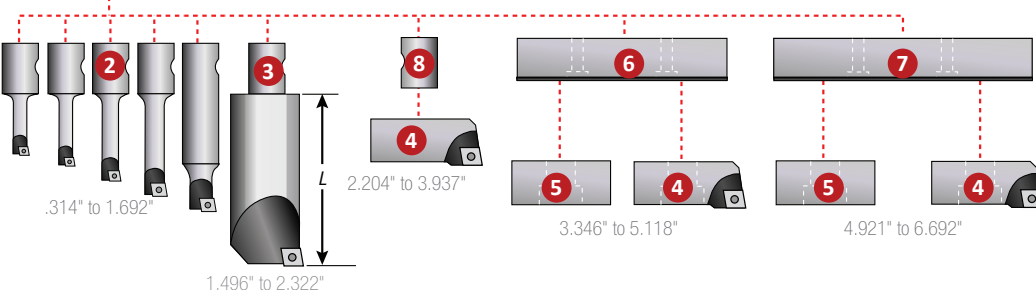 2
3
8
6
7
4
5
4
5
4
L
.314" to 1.692"
2.204" to 3.937"
3.346" to 5.118"
4.921" to 6.692"
1.496" to 2.322"